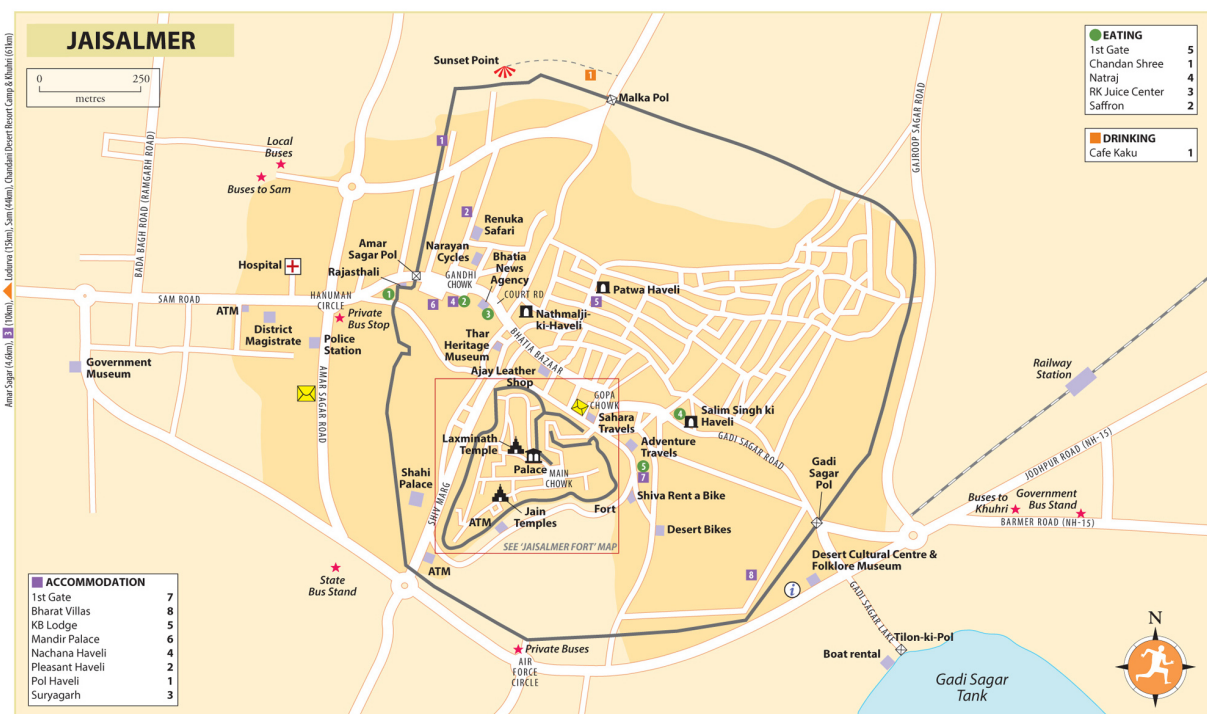 JAISALMER
0 250
metres
Amar Sagar (4.6km), 3 (10km), Lodurva (15km), Sam (44km), Chandani Desert Resort Camp & Khuhri (61km)
EATING
1st Gate 5
Chandan Shree 1
Natraj 4
RK Juice Center 3
Saffron 2
DRINKING
Cafe Kaku 1
Sunset Point
1
Malka Pol
GAJROOP SAGAR ROAD
BADA BAGH ROAD (RAMGARH ROAD)
Local
Buses
Buses to Sam
1
2
Renuka
Safari
Amar
Sagar Pol
Narayan
Cycles
Bhatia
News
Agency
Rajasthali
GANDHI
CHOWK
COURT RD
Hospital
SAM ROAD
HANUMAN
CIRCLE
1
6
4
2
3
5
Patwa Haveli
Nathmalji-
ki-Haveli
ATM
District
Magistrate
Private
Bus Stop
Police
Station
Thar
Heritage
Museum
BHATIA BAZAAR
Government
Museum
AMAR SAGAR ROAD
Ajay Leather
Shop
GOPA
CHOWK
Sahara
Travels
4
Salim Singh ki
Haveli
Railway
Station
GADI SAGAR ROAD
Adventure
Travels
Laxminath
Temple
Palace
MAIN
CHOWK
5
7
Gadi
Sagar
Pol
JODHPUR ROAD (NH-15)
Shahi
Palace
SHIV MARG
Jain
Temples
Fort
Shiva Rent a Bike
Buses to
Khuhri
Government
Bus Stand
BARMER ROAD (NH-15)
ATM
Desert Bikes
SEE ‘JAISALMER FORT’ MAP
ATM
State
Bus Stand
8
Desert Cultural Centre &
Folklore Museum
i
GADI SAGAR LAKE
Tilon-ki-Pol
Boat rental
Private Buses
AIR
FORCE
CIRCLE
Gadi Sagar
Tank
N
ACCOMMODATION
1st Gate 7
Bharat Villas 8
KB Lodge 5
Mandir Palace 6
Nachana Haveli 4
Pleasant Haveli 2
Pol Haveli 1
Suryagarh 3